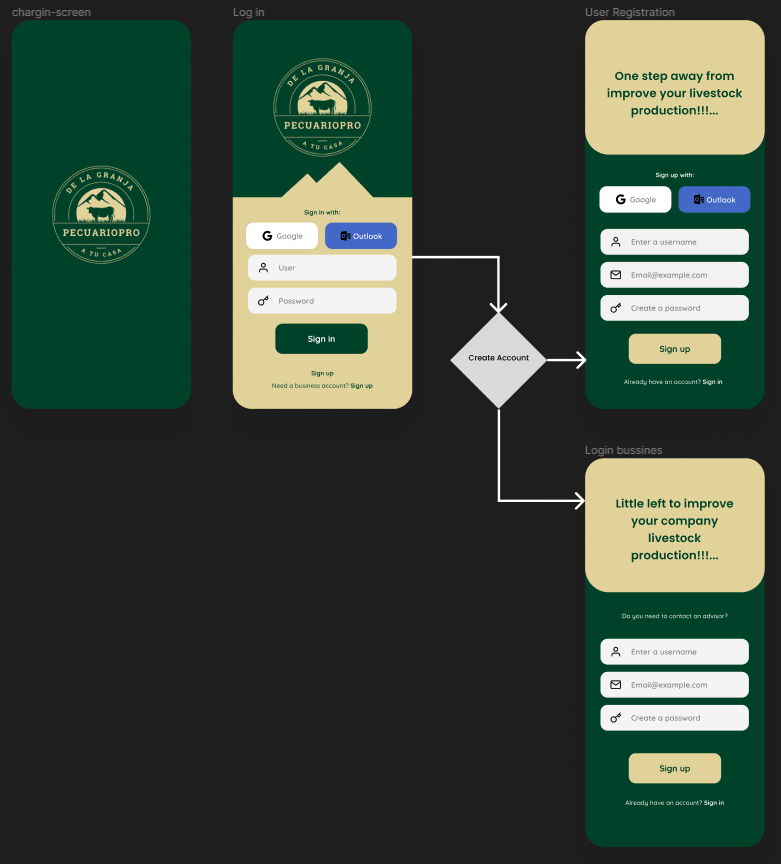 chargin-screen
DE LA GRANJA
PECUARIOPRO
A TU CASA
Log in
DE LA GRANJA
PECUARIOPRO
A TU CASA
Sign in with:
Google
Outlook
User
Password
Sign in
Sign up
Need a business account? Sign up
Create Account
User Registration
One step away from
improve your livestock
production!!!...
Sign up with:
Google
Outlook
Enter a username
Email@example.com
Create a password
Sign up
Already have an account? Sign in
Login bussines
Little left to improve
your company
livestock
production!!!...
Do you need to contact an advisor?
Enter a username
Email@example.com
Create a password
Sign up
Already have an account? Sign in